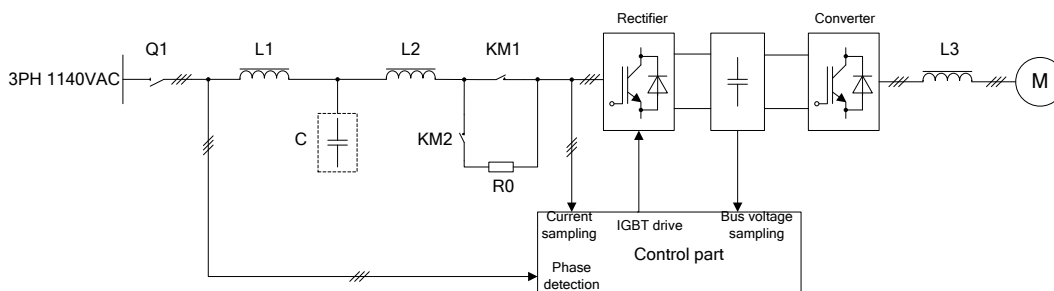 Rectifier
Converter
Q1
L1
L2
KM1
L3
3PH 1140VAC
M
C
KM2
R0
Current
sampling
IGBT drive
Bus voltage
sampling
Control part
Phase
detection